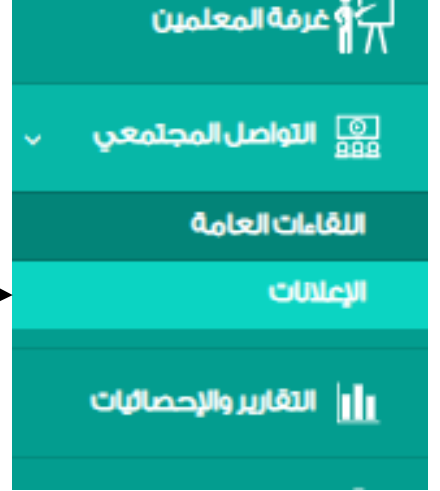 غرفة المعلمين
التواصل المجتمعي
اللقاءات العامة
الإعلانات
التقارير والإحصائيات